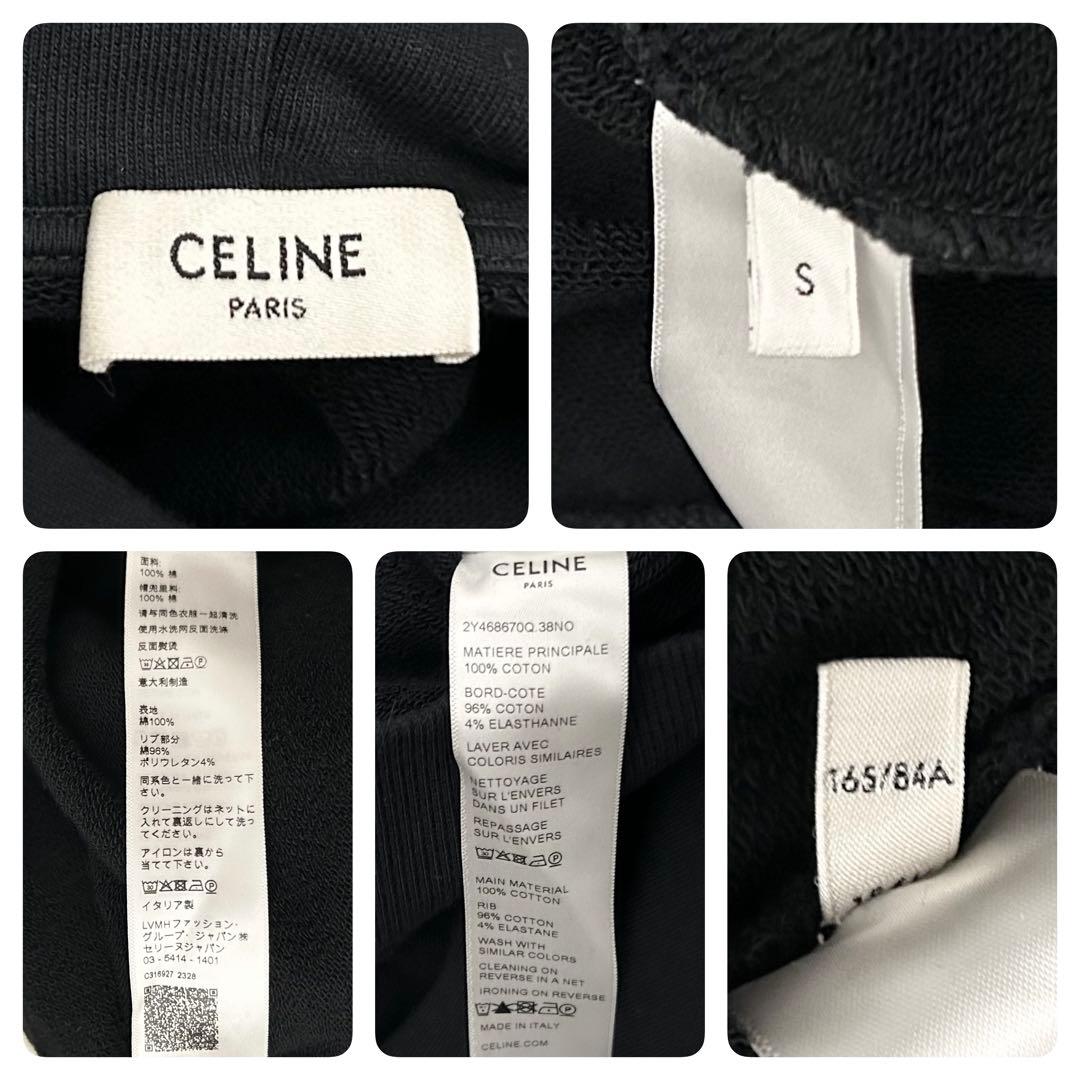 CELINE
PARIS
S
面料:
100% 棉
帽兜里料:
100% 棉
请与同色衣服一起清洗
使用水洗网反面洗涤
反面熨烫
意大利制造
表地
綿100%
リブ部分
綿96%
ポリウレタン4%
同系色と一緒に洗って下
さい。
クリーニングはネットに
入れて裏返しにして洗っ
てください。
アイロンは裏から
当てて下さい。
イタリア製
LVMHファッション・
グループ・ジャパン㈱
セリーヌジャパン
03 - 5414 - 1401
C316927 2328
CELINE
PARIS
2Y468670Q.38NO
MATIERE PRINCIPALE
100% COTON
BORD-COTE
96% COTON
4% ELASTHANNE
LAVER AVEC
COLORIS SIMILAIRES
NETTOYAGE
SUR L'ENVERS
DANS UN FILET
REPASSAGE
SUR L'ENVERS
MAIN MATERIAL
100% COTTON
RIB
96% COTTON
4% ELASTANE
WASH WITH
SIMILAR COLORS
CLEANING ON
REVERSE IN A NET
IRONING ON REVERSE
MADE IN ITALY
CELINE.COM
165/84A